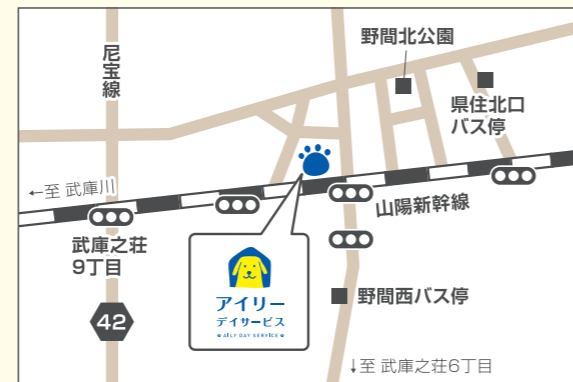 尼宝線
野間北公園
県住北口
バス停
←至 武庫川
山陽新幹線
武庫之荘
9丁目
42
アイリー
デイサービス
AILY DAY SERVICE
野間西バス停
↓至 武庫之荘6丁目